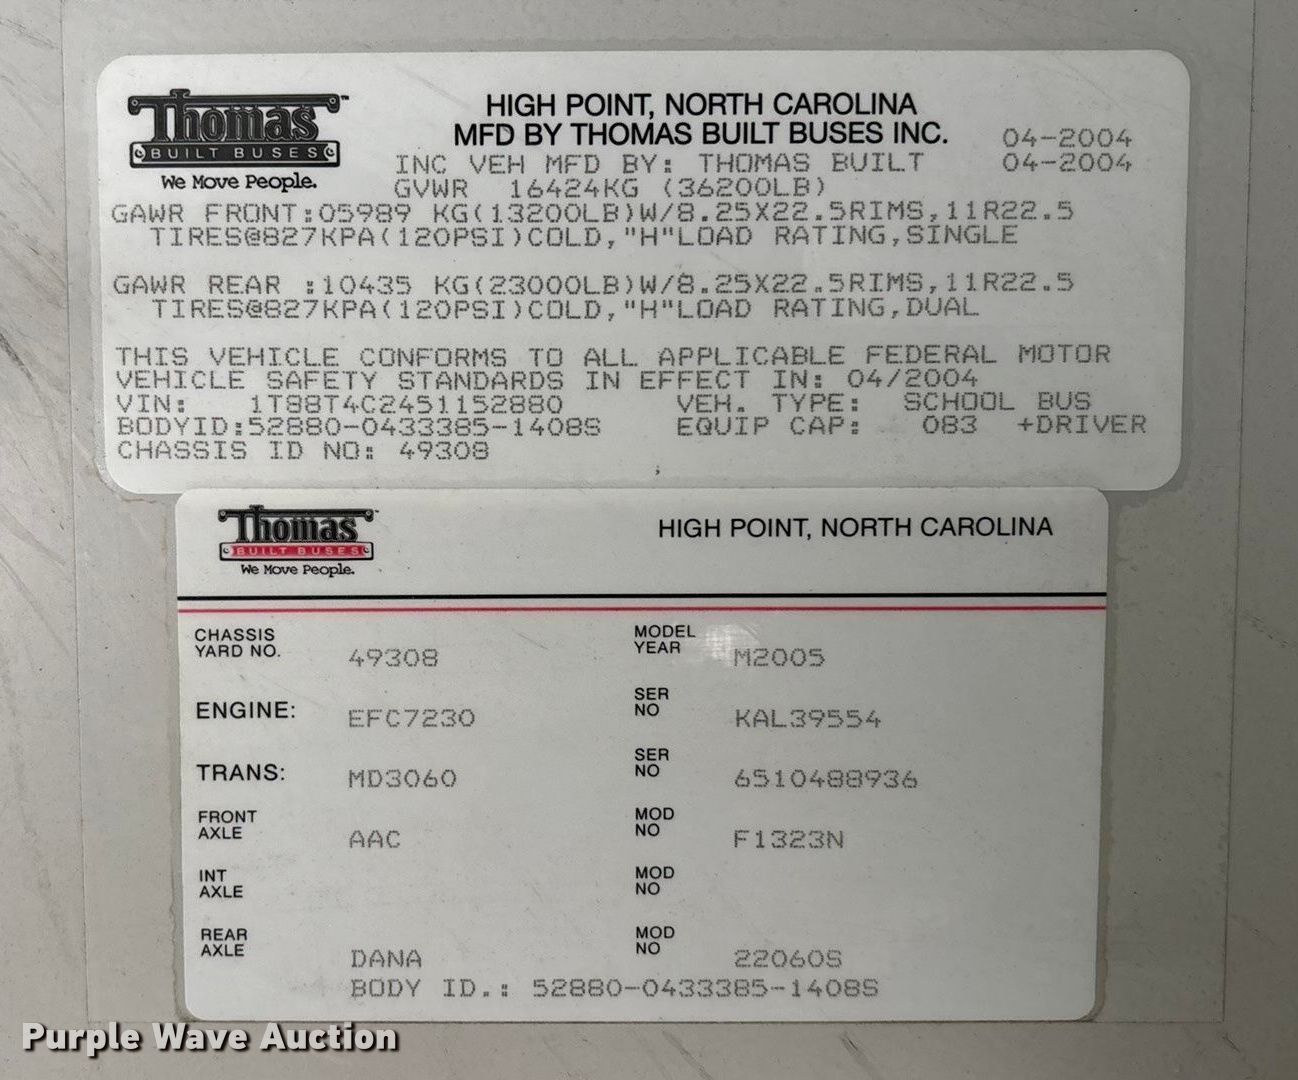 Thomas™
BUILT BUSES
We Move People.
HIGH POINT, NORTH CAROLINA
MFD BY THOMAS BUILT BUSES INC. 04-2004
INC VEH MFD BY: THOMAS BUILT 04-2004
GVWR 16424KG (36200LB)
GAWR FRONT:05989 KG(13200LB)W/8.25X22.5RIMS,11R22.5
TIRES@827KPA(120PSI)COLD,"H"LOAD RATING,SINGLE
GAWR REAR :10435 KG(23000LB)W/8.25X22.5RIMS,11R22.5
TIRES@827KPA(120PSI)COLD,"H"LOAD RATING,DUAL
THIS VEHICLE CONFORMS TO ALL APPLICABLE FEDERAL MOTOR
VEHICLE SAFETY STANDARDS IN EFFECT IN: 04/2004
VIN: 1T88T4C2451152880 VEH. TYPE: SCHOOL BUS
BODYID:52880-0433385-1408S EQUIP CAP: 083 +DRIVER
CHASSIS ID NO: 49308
Thomas™
BUILT BUSES
We Move People.
HIGH POINT, NORTH CAROLINA
CHASSIS YARD NO. 49308 MODEL YEAR M2005
ENGINE: EFC7230 SER NO KAL39554
TRANS: MD3060 SER NO 6510488936
FRONT AXLE AAC MOD NO F1323N
INT AXLE MOD NO
REAR AXLE DANA MOD NO 22060S
BODY ID.: 52880-0433385-1408S
Purple Wave Auction